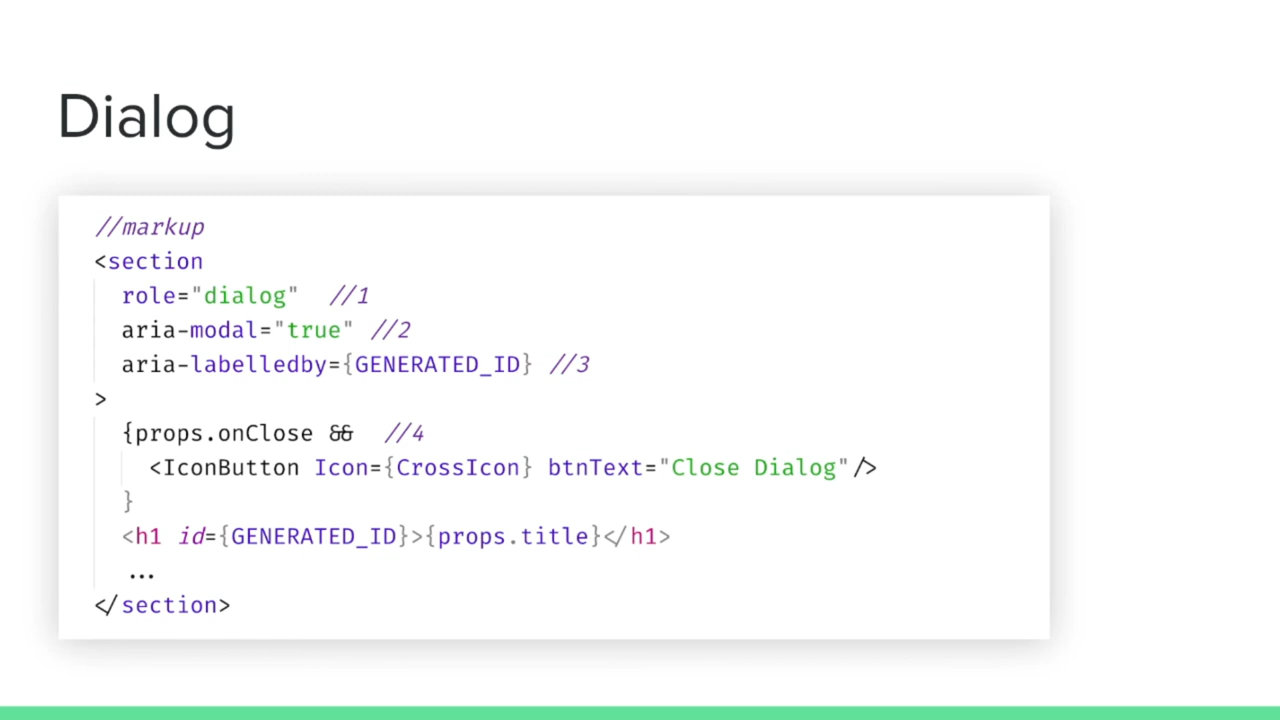 Dialog
//markup
<section
role="dialog" //1
aria-modal="true" //2
aria-labelledby={GENERATED_ID} //3
>
{props.onClose && //4
<IconButton Icon={CrossIcon} btnText="Close Dialog"/>
}
<h1 id={GENERATED_ID}>{props.title}</h1>
...
</section>